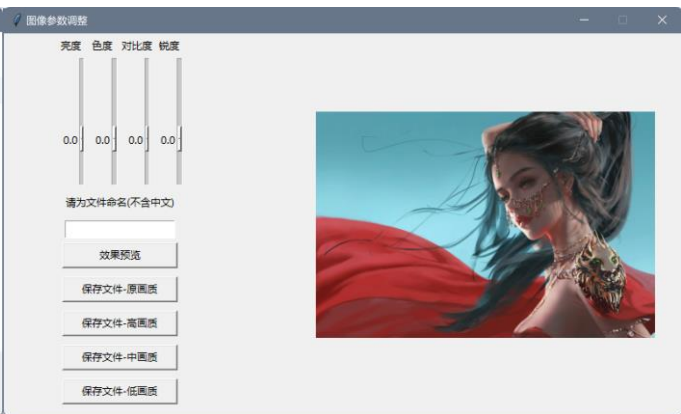 图像参数调整
亮度 色度 对比度 锐度
0.0 0.0 0.0 0.0
请为文件命名(不含中文)
效果预览
保存文件-原画质
保存文件-高画质
保存文件-中画质
保存文件-低画质